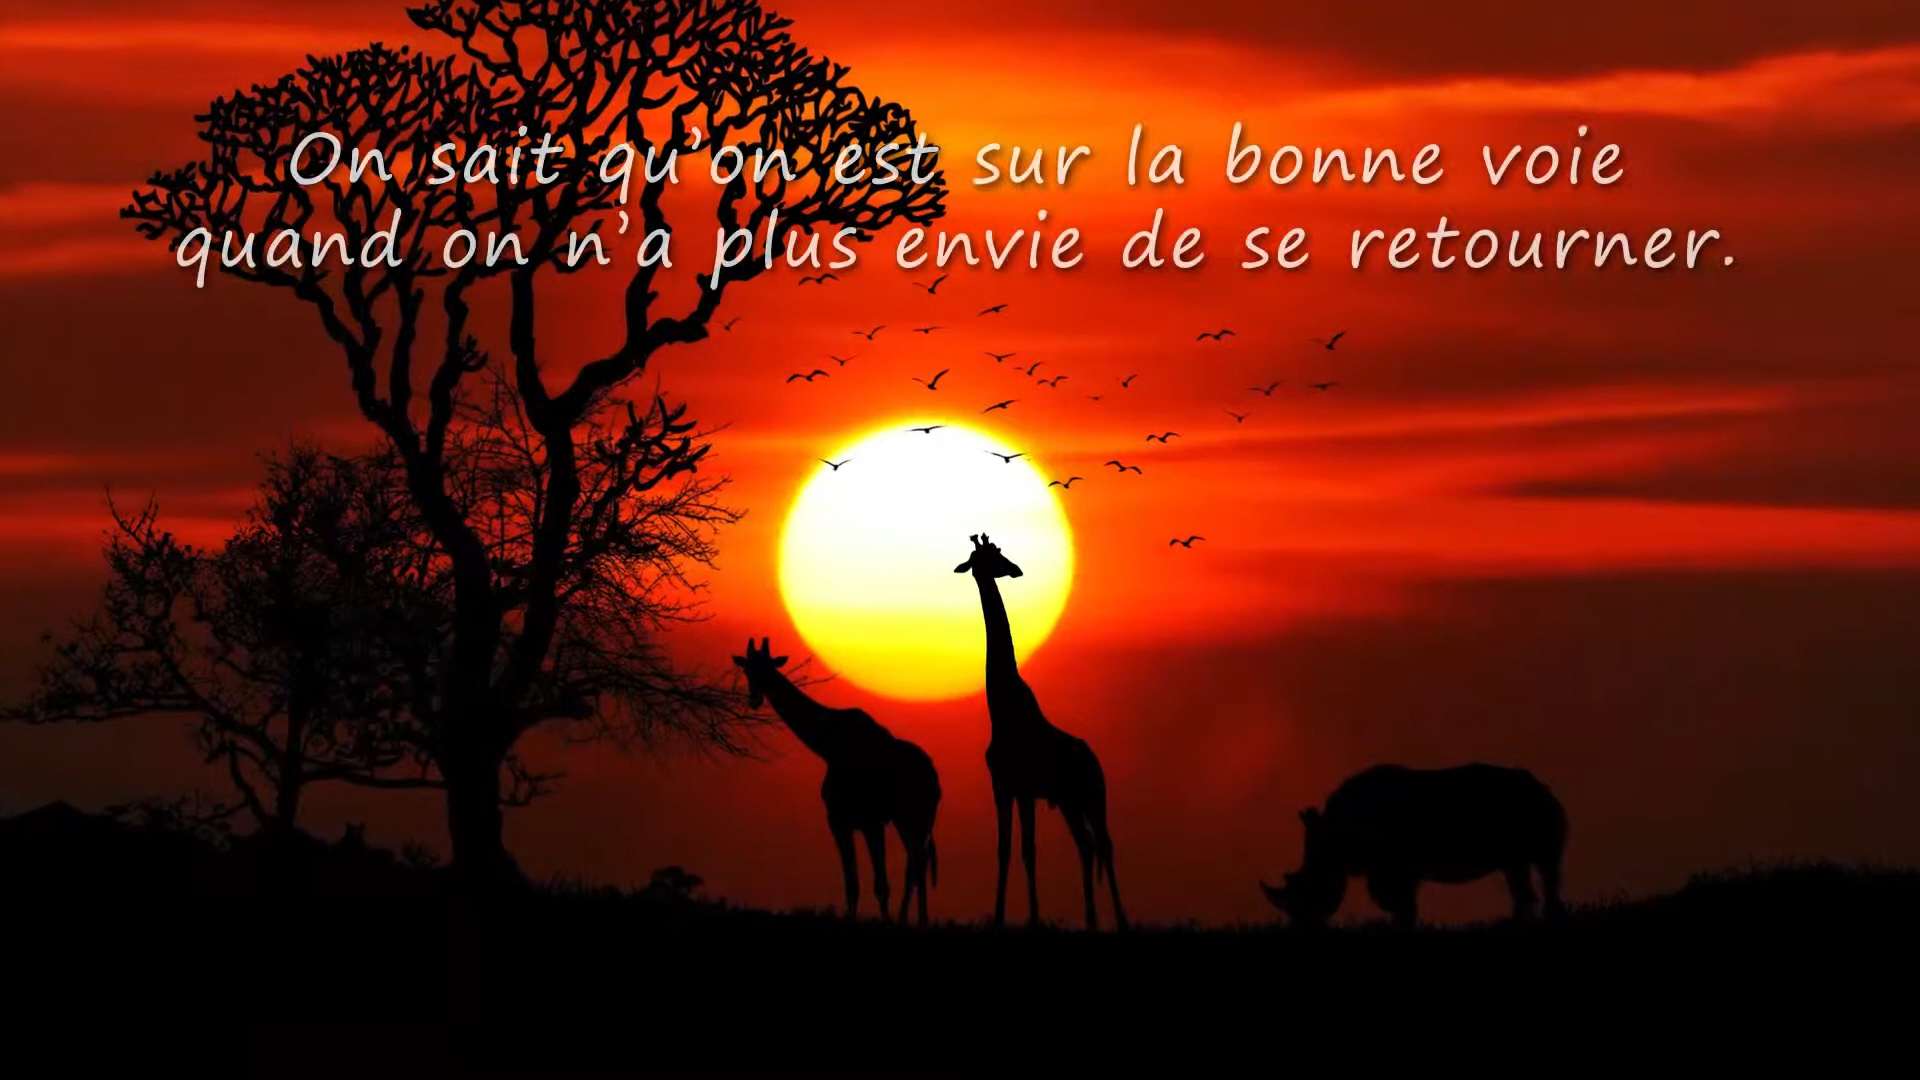 On sait qu’on est sur la bonne voie
quand on n’a plus envie de se retourner.